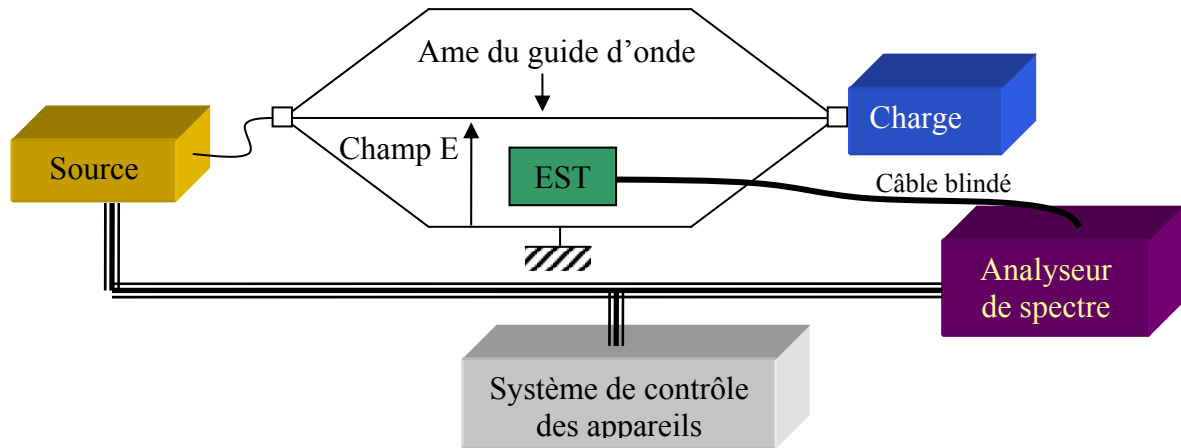 Ame du guide d'onde
Source
Champ E
Charge
EST
Câble blindé
Analyseur
de spectre
Système de contrôle
des appareils